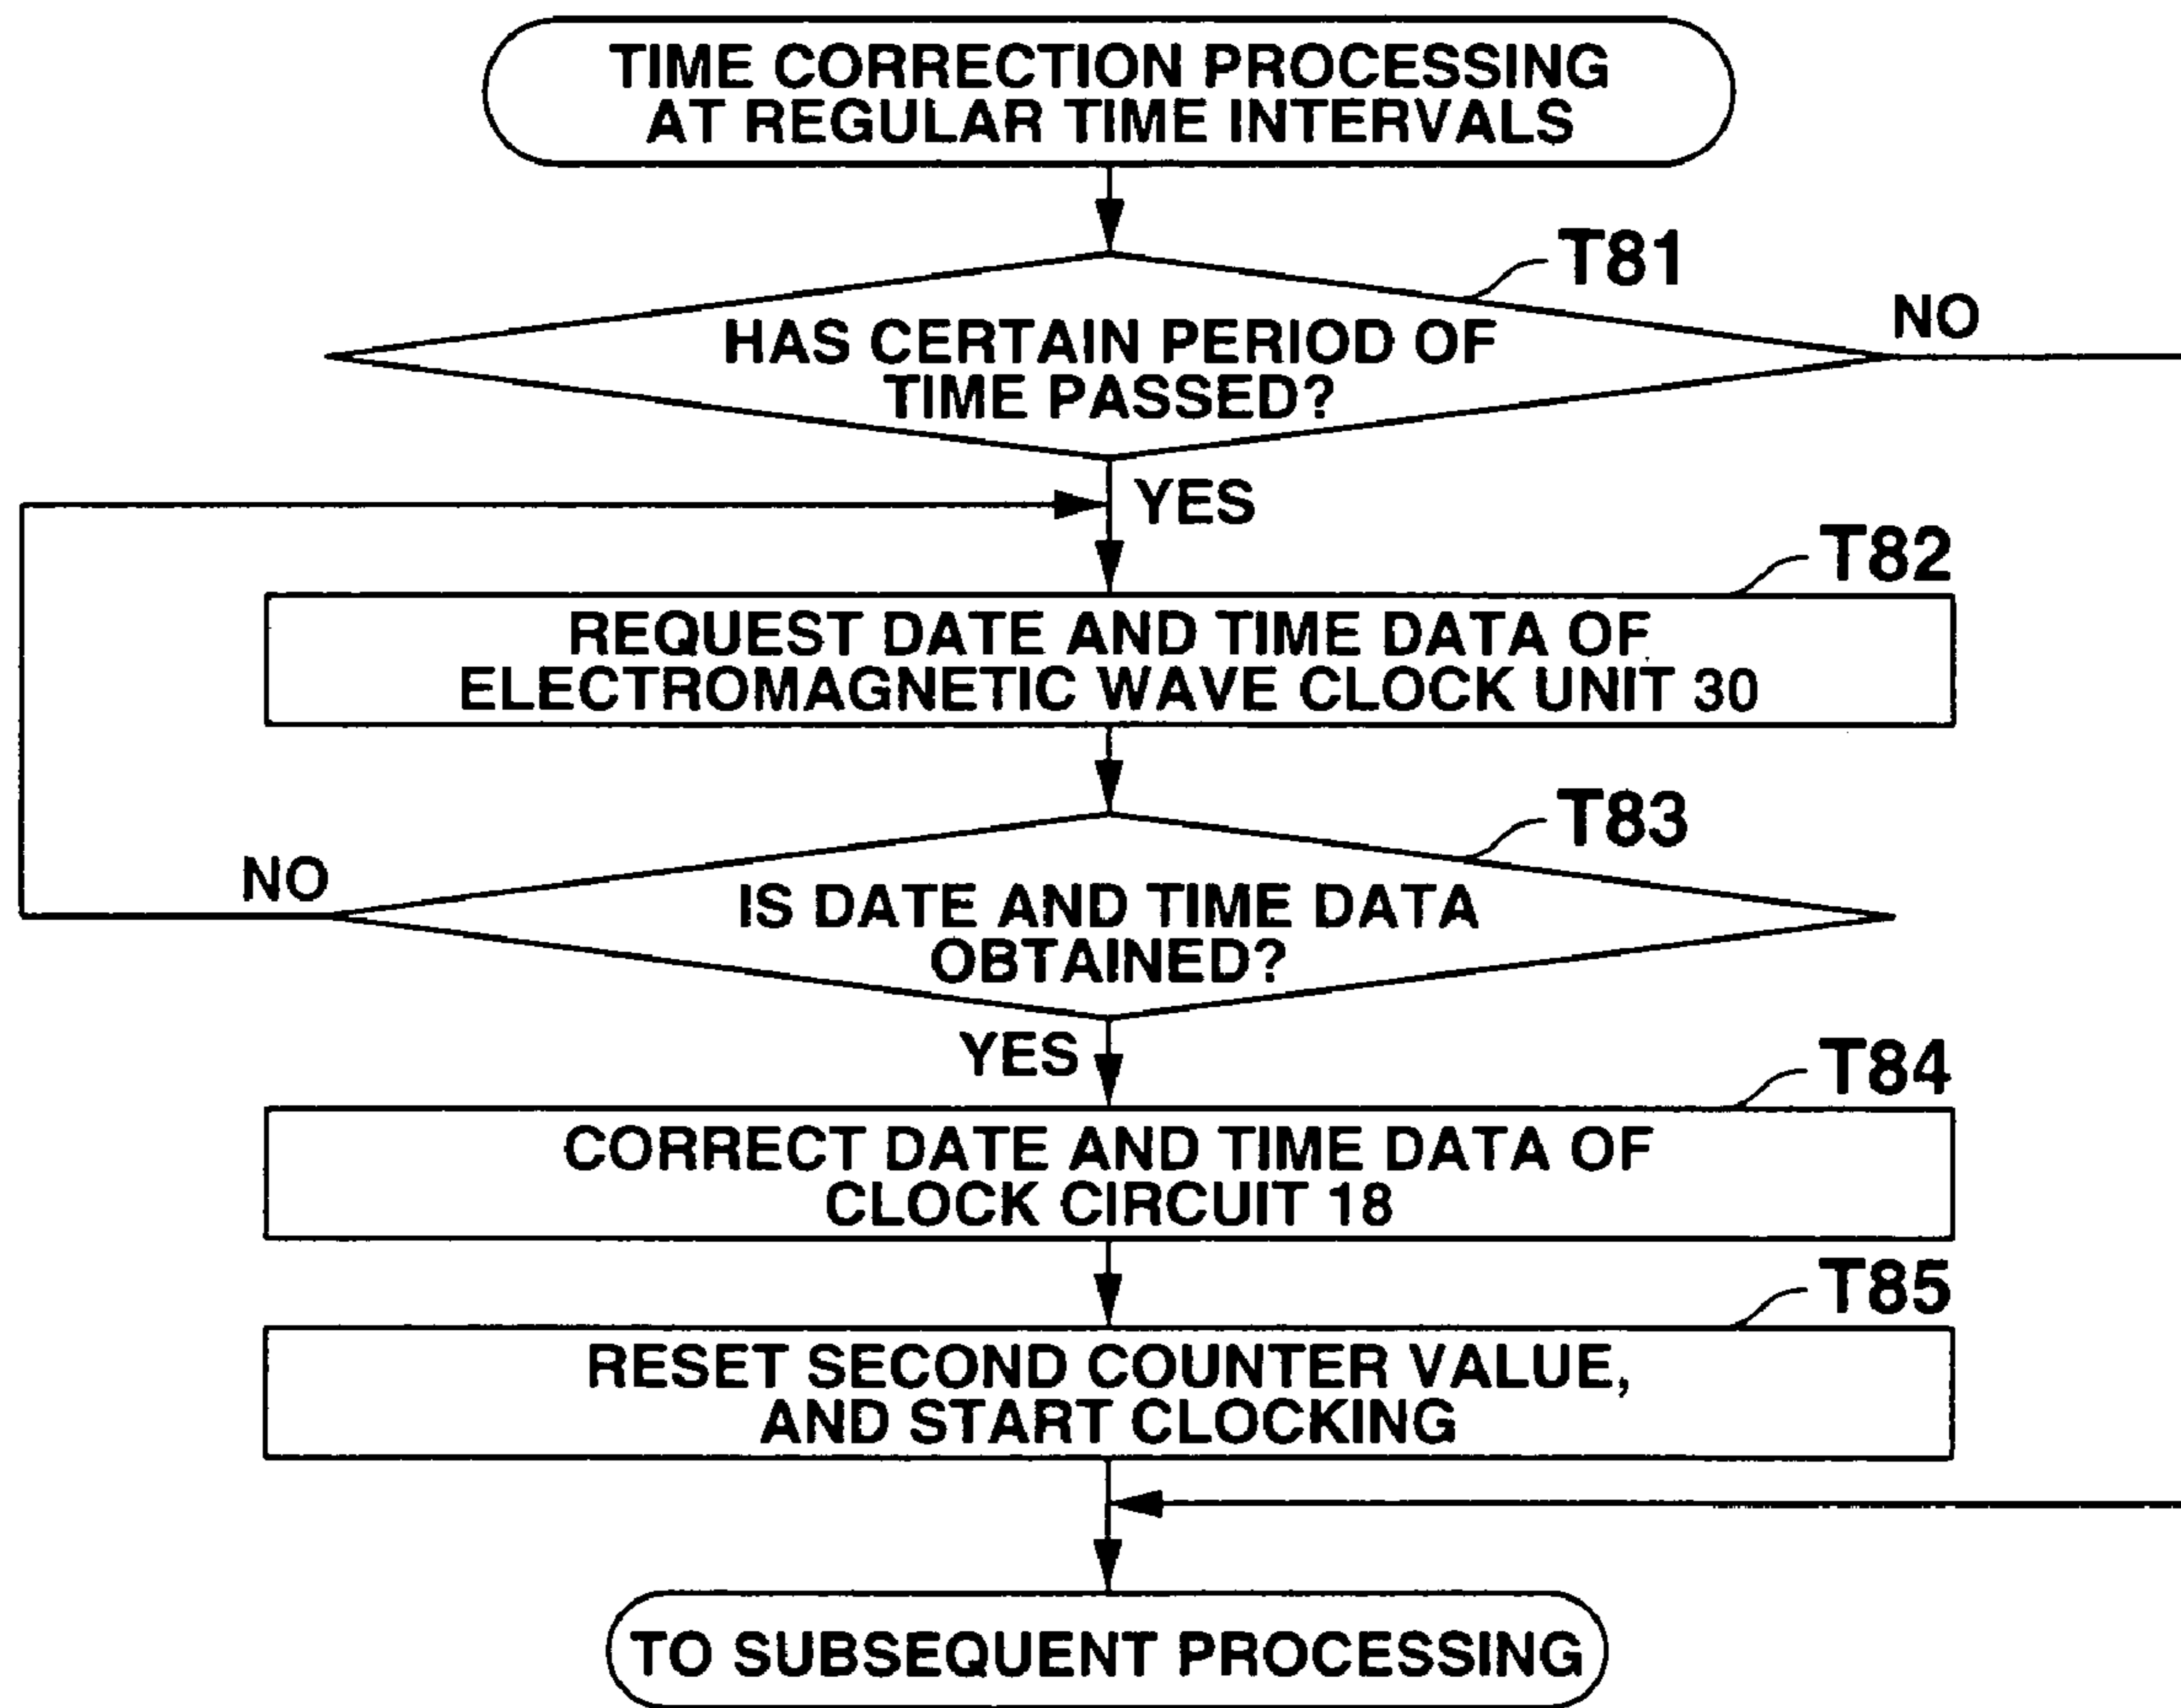 TIME CORRECTION PROCESSING
AT REGULAR TIME INTERVALS
T81
HAS CERTAIN PERIOD OF
TIME PASSED?
NO
YES
T82
REQUEST DATE AND TIME DATA OF
ELECTROMAGNETIC WAVE CLOCK UNIT 30
T83
NO
IS DATE AND TIME DATA
OBTAINED?
YES
T84
CORRECT DATE AND TIME DATA OF
CLOCK CIRCUIT 18
T85
RESET SECOND COUNTER VALUE,
AND START CLOCKING
TO SUBSEQUENT PROCESSING